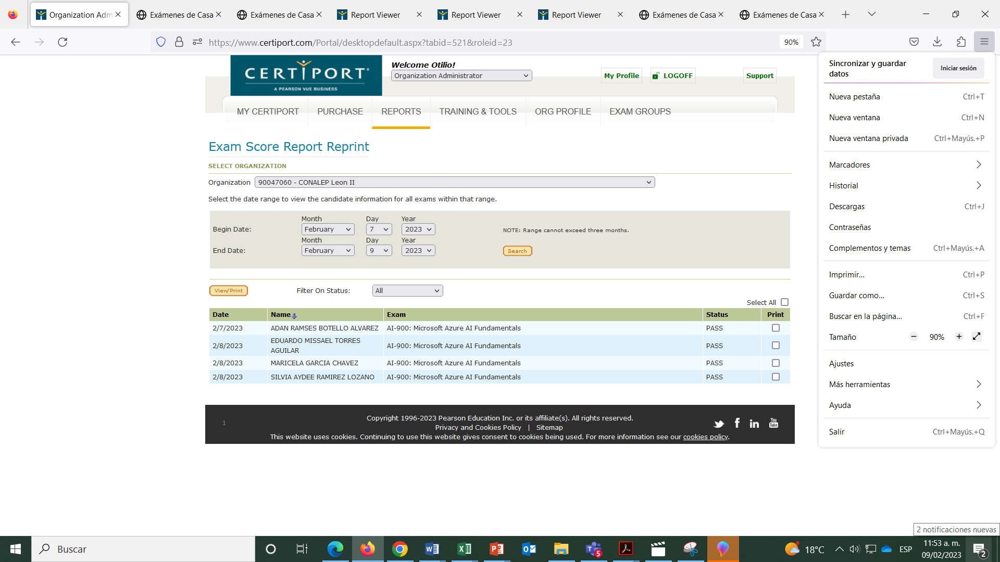 Organization Adm
Exámenes de Casa
Exámenes de Casa
Report Viewer
Report Viewer
Report Viewer
Exámenes de Casa
Exámenes de Casa
https://www.certiport.com/Portal/desktopdefault.aspx?tabid=521&roleid=23
90%
CERTIPORT
A PEARSON VUE BUSINESS
Welcome Otilio!
Organization Administrator
My Profile
LOGOFF
Support
MY CERTIPORT
PURCHASE
REPORTS
TRAINING & TOOLS
ORG PROFILE
EXAM GROUPS
Exam Score Report Reprint
SELECT ORGANIZATION
Organization 90047060 - CONALEP Leon II
Select the date range to view the candidate information for all exams within that range.
Month Day Year
Begin Date: February 7 2023 NOTE: Range cannot exceed three months.
Month Day Year
End Date: February 9 2023 Search
View/Print Filter On Status: All
Select All
Date Name Exam Status Print
2/7/2023 ADAN RAMSES BOTELLO ALVAREZ AI-900: Microsoft Azure AI Fundamentals PASS
2/8/2023 EDUARDO MISSAEL TORRES AGUILAR AI-900: Microsoft Azure AI Fundamentals PASS
2/8/2023 MARICELA GARCIA CHAVEZ AI-900: Microsoft Azure AI Fundamentals PASS
2/8/2023 SILVIA AYDEE RAMIREZ LOZANO AI-900: Microsoft Azure AI Fundamentals PASS
1
Copyright 1996-2023 Pearson Education Inc. or its affiliate(s). All rights reserved.
Privacy and Cookies Policy | Sitemap
This website uses cookies. Continuing to use this website gives consent to cookies being used. For more information see our cookies policy.
You Tube
Sincronizar y guardar datos
Iniciar sesión
Nueva pestaña Ctrl+T
Nueva ventana Ctrl+N
Nueva ventana privada Ctrl+Mayús.+P
Marcadores
Historial
Descargas Ctrl+J
Contraseñas
Complementos y temas Ctrl+Mayús.+A
Imprimir... Ctrl+P
Guardar como... Ctrl+S
Buscar en la página... Ctrl+F
Tamaño − 90% +
Ajustes
Más herramientas
Ayuda
Salir Ctrl+Mayús.+Q
2 notificaciones nuevas
Buscar
5
18°C
ESP
11:53 a. m.
09/02/2023
2